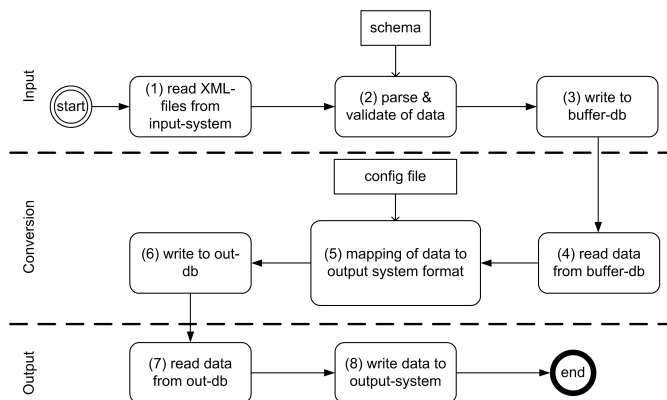 schema
Input
start
(1) read XML-
files from
input-system
(2) parse &
validate of data
(3) write to
buffer-db
config file
Conversion
(6) write to out-
db
(5) mapping of data to
output system format
(4) read data
from buffer-db
Output
(7) read data
from out-db
(8) write data to
output-system
end